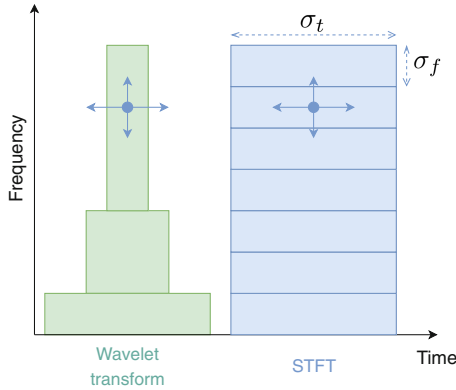 σ_t
σ_f
Frequency
Wavelet
transform
STFT
Time